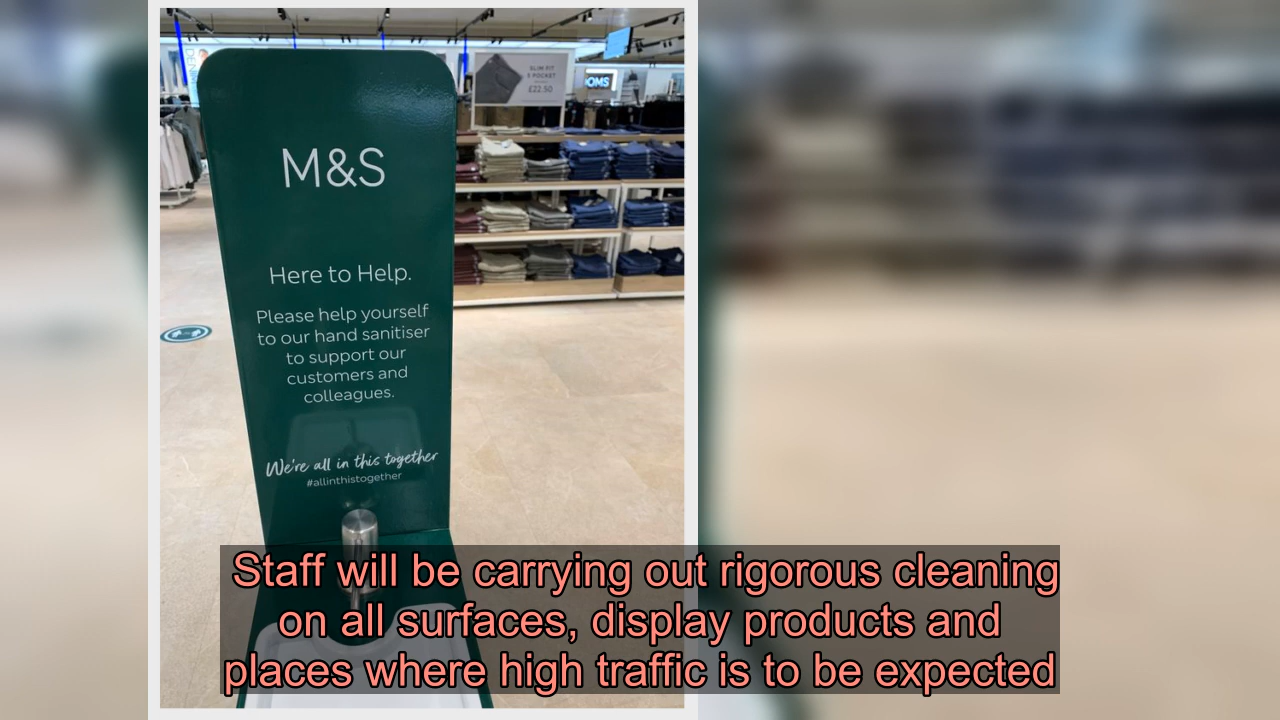 DENIM
SLIM FIT
5 POCKET
£22.50
OMS
M&S
Here to Help.
Please help yourself
to our hand sanitiser
to support our
customers and
colleagues.
We're all in this together
#allinthistogether
Staff will be carrying out rigorous cleaning
on all surfaces, display products and
places where high traffic is to be expected